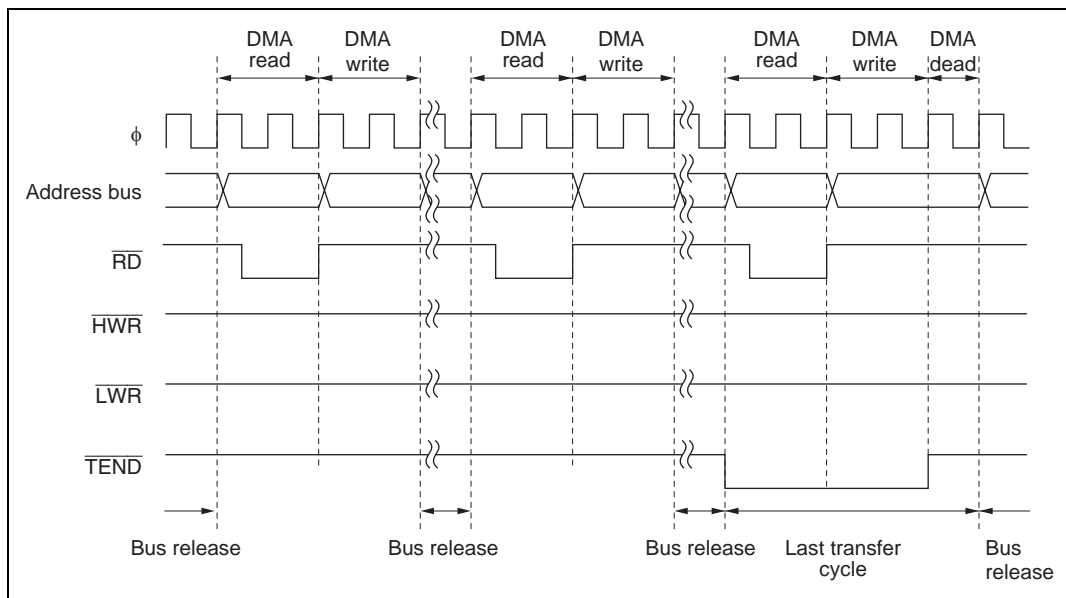 DMA read
DMA write
DMA read
DMA write
DMA read
DMA write
DMA dead
ϕ
Address bus
RD
HWR
LWR
TEND
Bus release
Bus release
Bus release
Last transfer cycle
Bus release